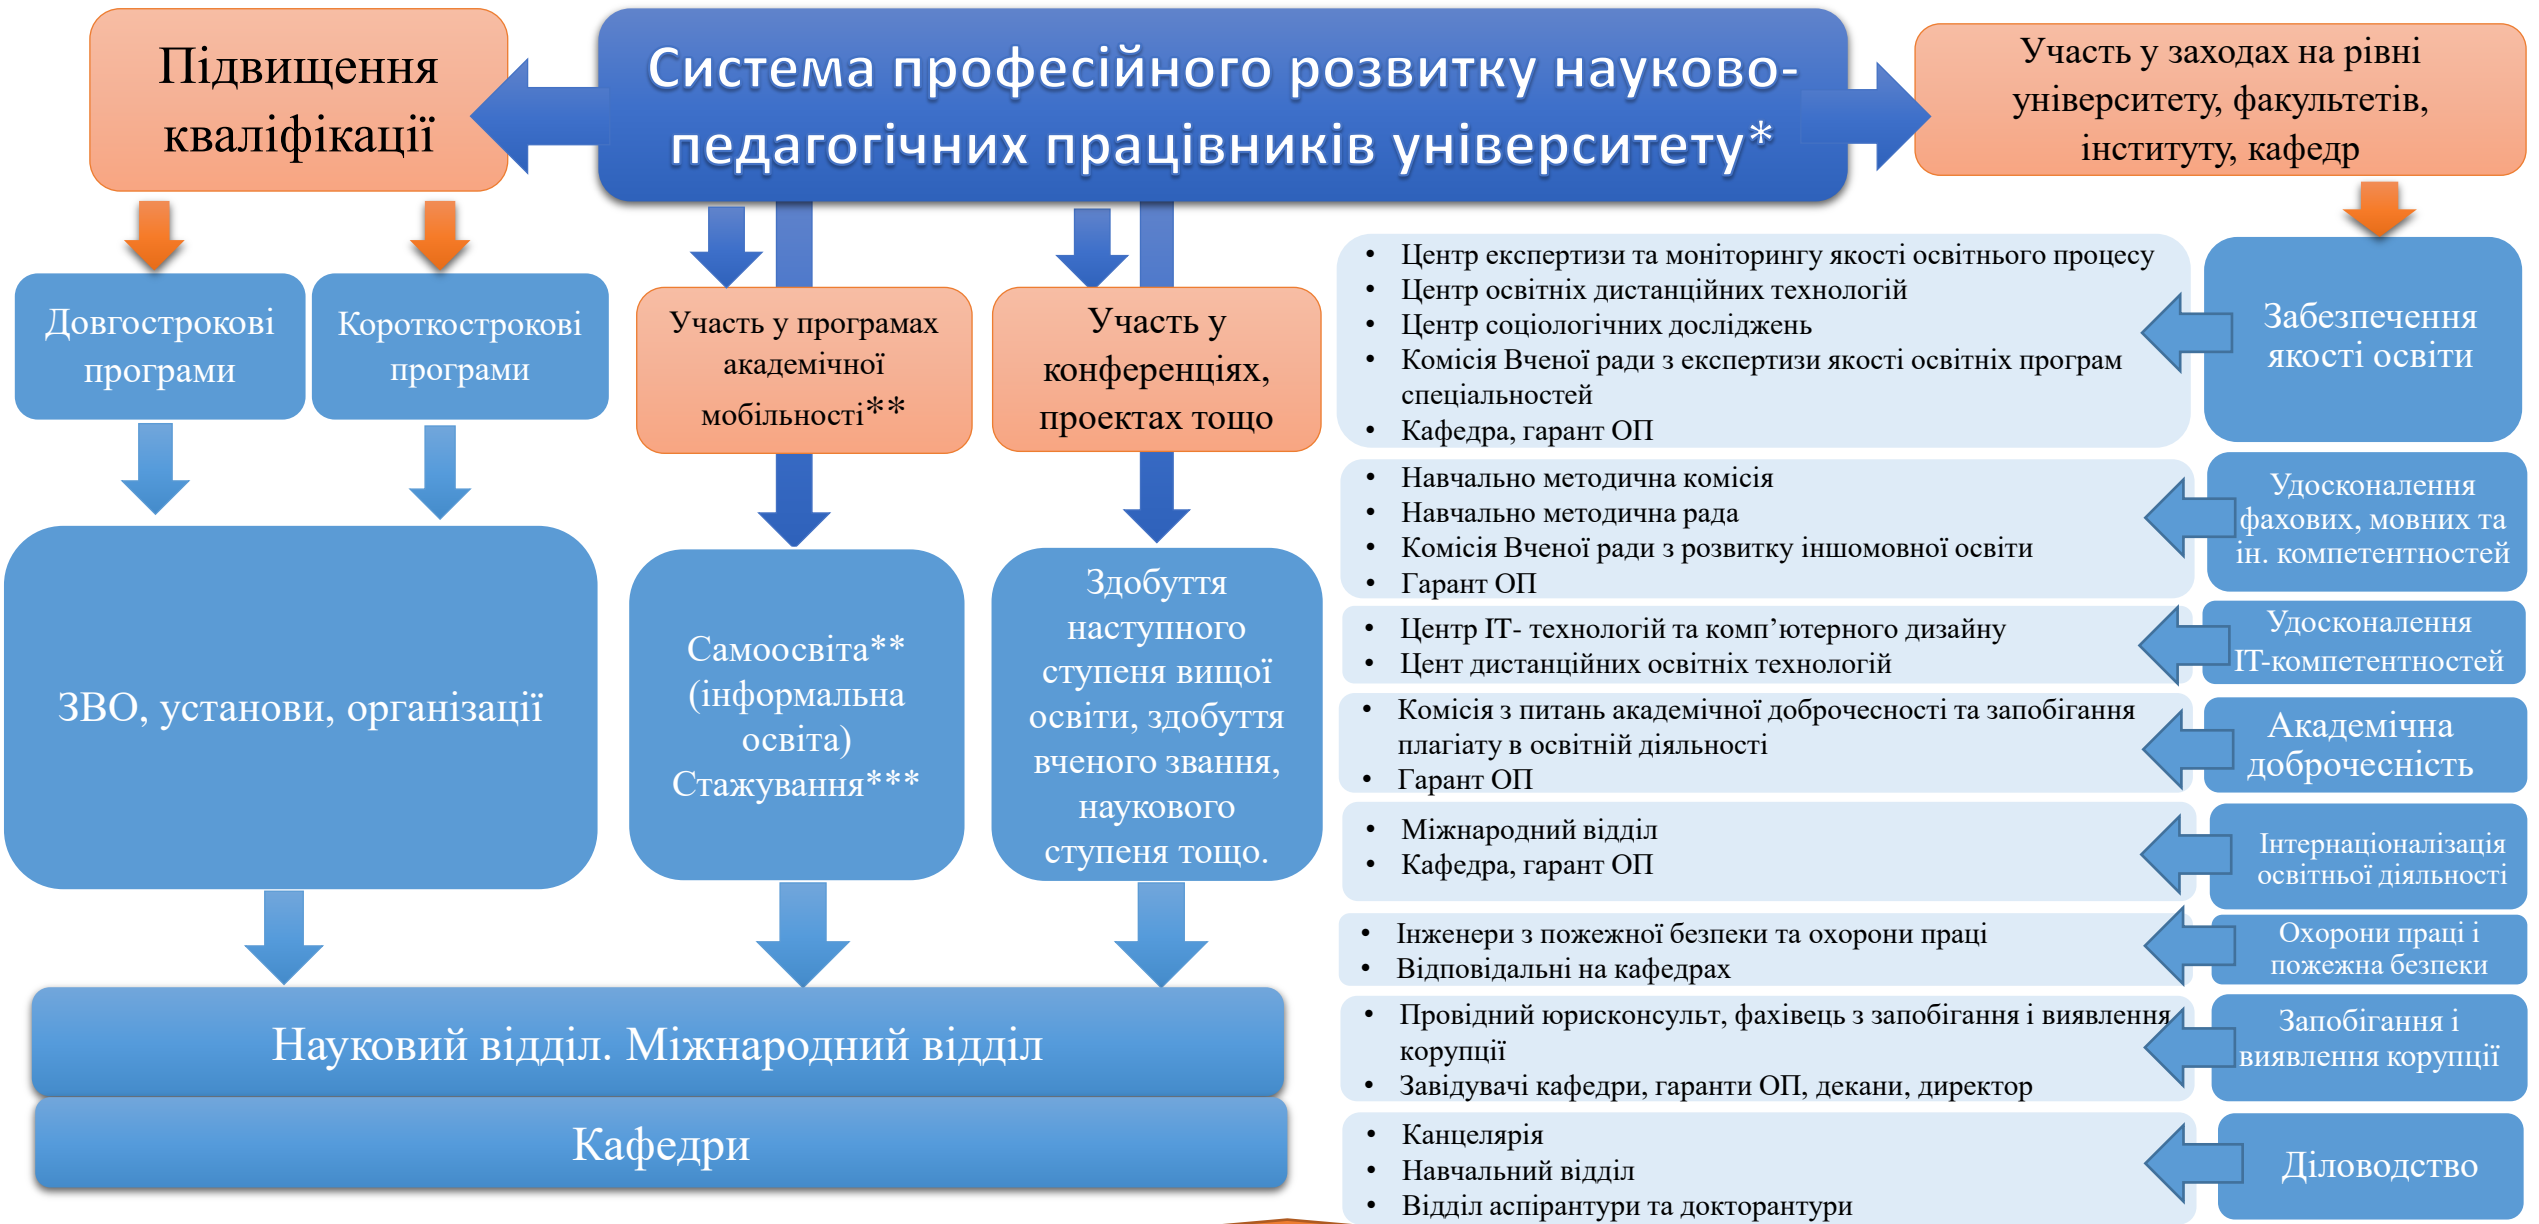 Підвищення
кваліфікації
Система професійного розвитку науково-
педагогічних працівників університету*
Участь у заходах на рівні
університету, факультетів,
інституту, кафедр
Довгострокові
програми
Короткострокові
програми
Участь у програмах
академічної
мобільності**
Участь у
конференціях,
проектах тощо
ЗВО, установи, організації
Самоосвіта**
(інформальна
освіта)
Стажування***
Здобуття
наступного
ступеня вищої
освіти, здобуття
вченого звання,
наукового
ступеня тощо.
Науковий відділ. Міжнародний відділ
Кафедри
• Центр експертизи та моніторингу якості освітнього процесу
• Центр освітніх дистанційних технологій
• Центр соціологічних досліджень
• Комісія Вченої ради з експертизи якості освітніх програм
спеціальностей
• Кафедра, гарант ОП
Забезпечення
якості освіти
• Навчально методична комісія
• Навчально методична рада
• Комісія Вченої ради з розвитку іншомовної освіти
• Гарант ОП
Удосконалення
фахових, мовних та
ін. компетентностей
• Центр ІТ- технологій та комп’ютерного дизайну
• Цент дистанційних освітніх технологій
Удосконалення
ІТ-компетентностей
• Комісія з питань академічної доброчесності та запобігання
плагіату в освітній діяльності
• Гарант ОП
Академічна
доброчесність
• Міжнародний відділ
• Кафедра, гарант ОП
Інтернаціоналізація
освітньої діяльності
• Інженери з пожежної безпеки та охорони праці
• Відповідальні на кафедрах
Охорони праці і
пожежна безпеки
• Провідний юрисконсульт, фахівець з запобігання і виявлення
корупції
• Завідувачі кафедри, гаранти ОП, декани, директор
Запобігання і
виявлення корупції
• Канцелярія
• Навчальний відділ
• Відділ аспірантури та докторантури
Діловодство